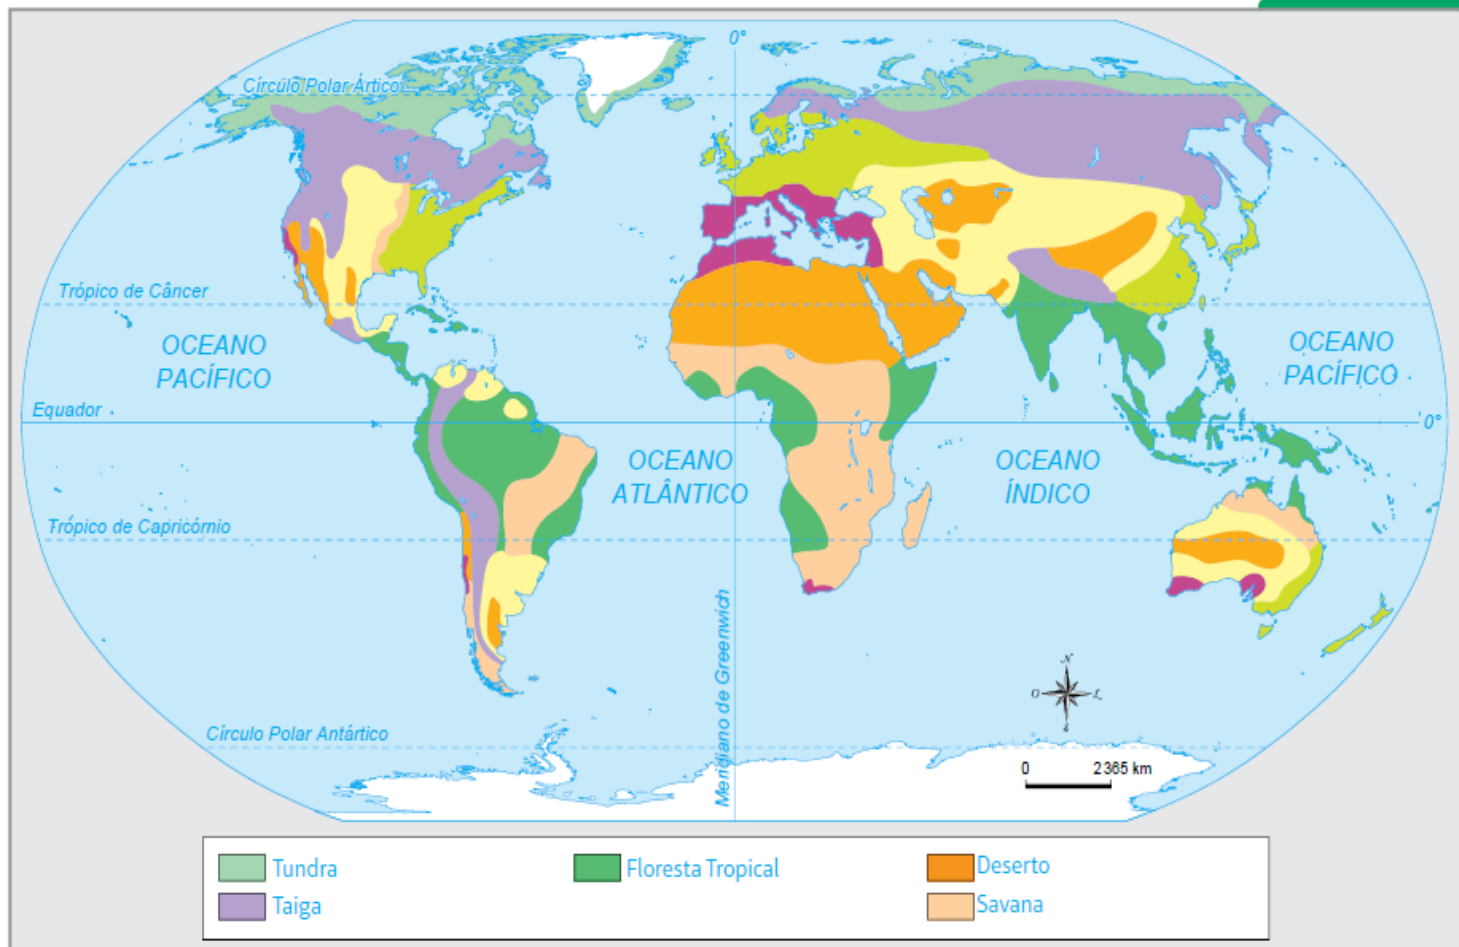 0°
Círculo Polar Ártico
Trópico de Câncer
OCEANO
PACÍFICO
OCEANO
PACÍFICO
Equador
0°
OCEANO
ATLÂNTICO
OCEANO
ÍNDICO
Trópico de Capricórnio
Meridiano de Greenwich
N
O
L
S
Círculo Polar Antártico
0
2 365 km
Tundra
Floresta Tropical
Deserto
Taiga
Savana